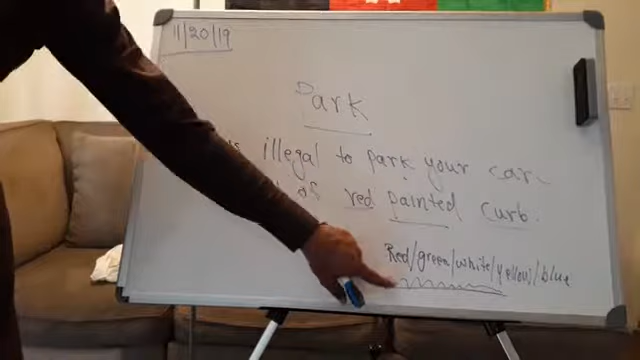 11/20/19
Park
illegal to park your car
of red painted curb.
Red/green/white/yellow/blue